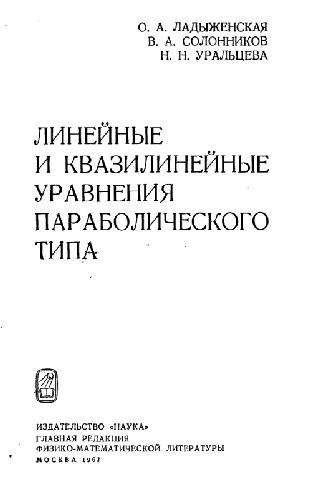 О. А. ЛАДЫЖЕНСКАЯ
В. А. СОЛОННИКОВ
Н. Н. УРАЛЬЦЕВА
ЛИНЕЙНЫЕ
И КВАЗИЛИНЕЙНЫЕ
УРАВНЕНИЯ
ПАРАБОЛИЧЕСКОГО
ТИПА
ИЗДАТЕЛЬСТВО «НАУКА»
ГЛАВНАЯ РЕДАКЦИЯ
ФИЗИКО-МАТЕМАТИЧЕСКОЙ ЛИТЕРАТУРЫ
МОСКВА 1967